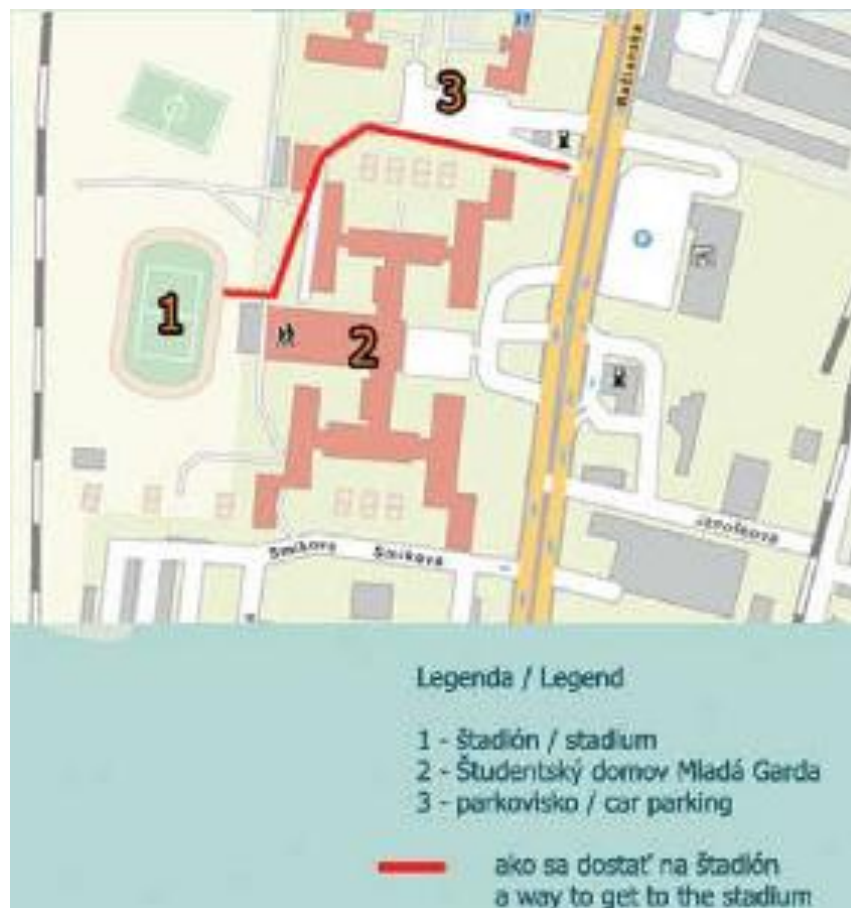 Račianska
3
1
2
Smikova
Smikova
Legenda / Legend
1 - štadión / stadium
2 - Študentský domov Mladá Garda
3 - parkovisko / car parking
ako sa dostať na štadión
a way to get to the stadium